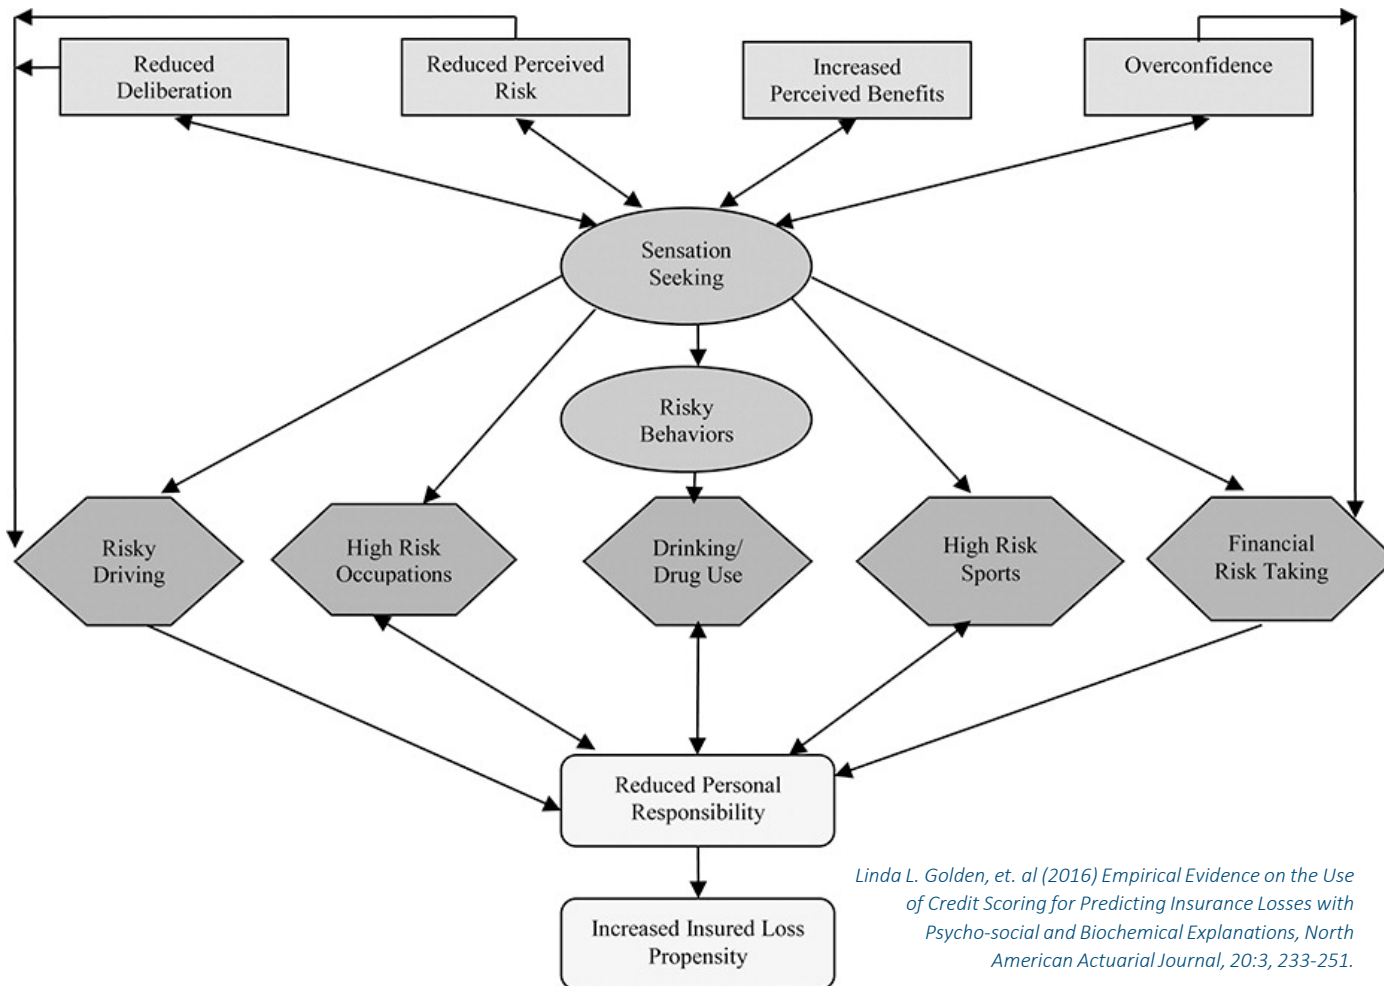 Reduced
Deliberation
Reduced Perceived
Risk
Increased
Perceived Benefits
Overconfidence
Sensation
Seeking
Risky
Behaviors
Risky
Driving
High Risk
Occupations
Drinking/
Drug Use
High Risk
Sports
Financial
Risk Taking
Reduced Personal
Responsibility
Increased Insured Loss
Propensity
Linda L. Golden, et. al (2016) Empirical Evidence on the Use
of Credit Scoring for Predicting Insurance Losses with
Psycho-social and Biochemical Explanations, North
American Actuarial Journal, 20:3, 233-251.